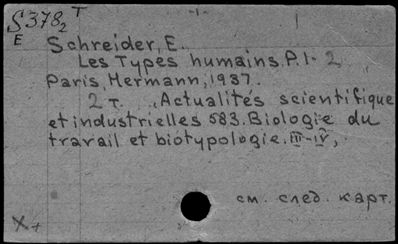 S 378₂ T
E
Schreider, E.
Les Types humains. P. 1-2
Paris, Hermann, 1937.
2 т. „Actualités scientifique
et industrielles 583. Biologie du
travail et biotypologie. III-IV,
см. след. карт.
X+